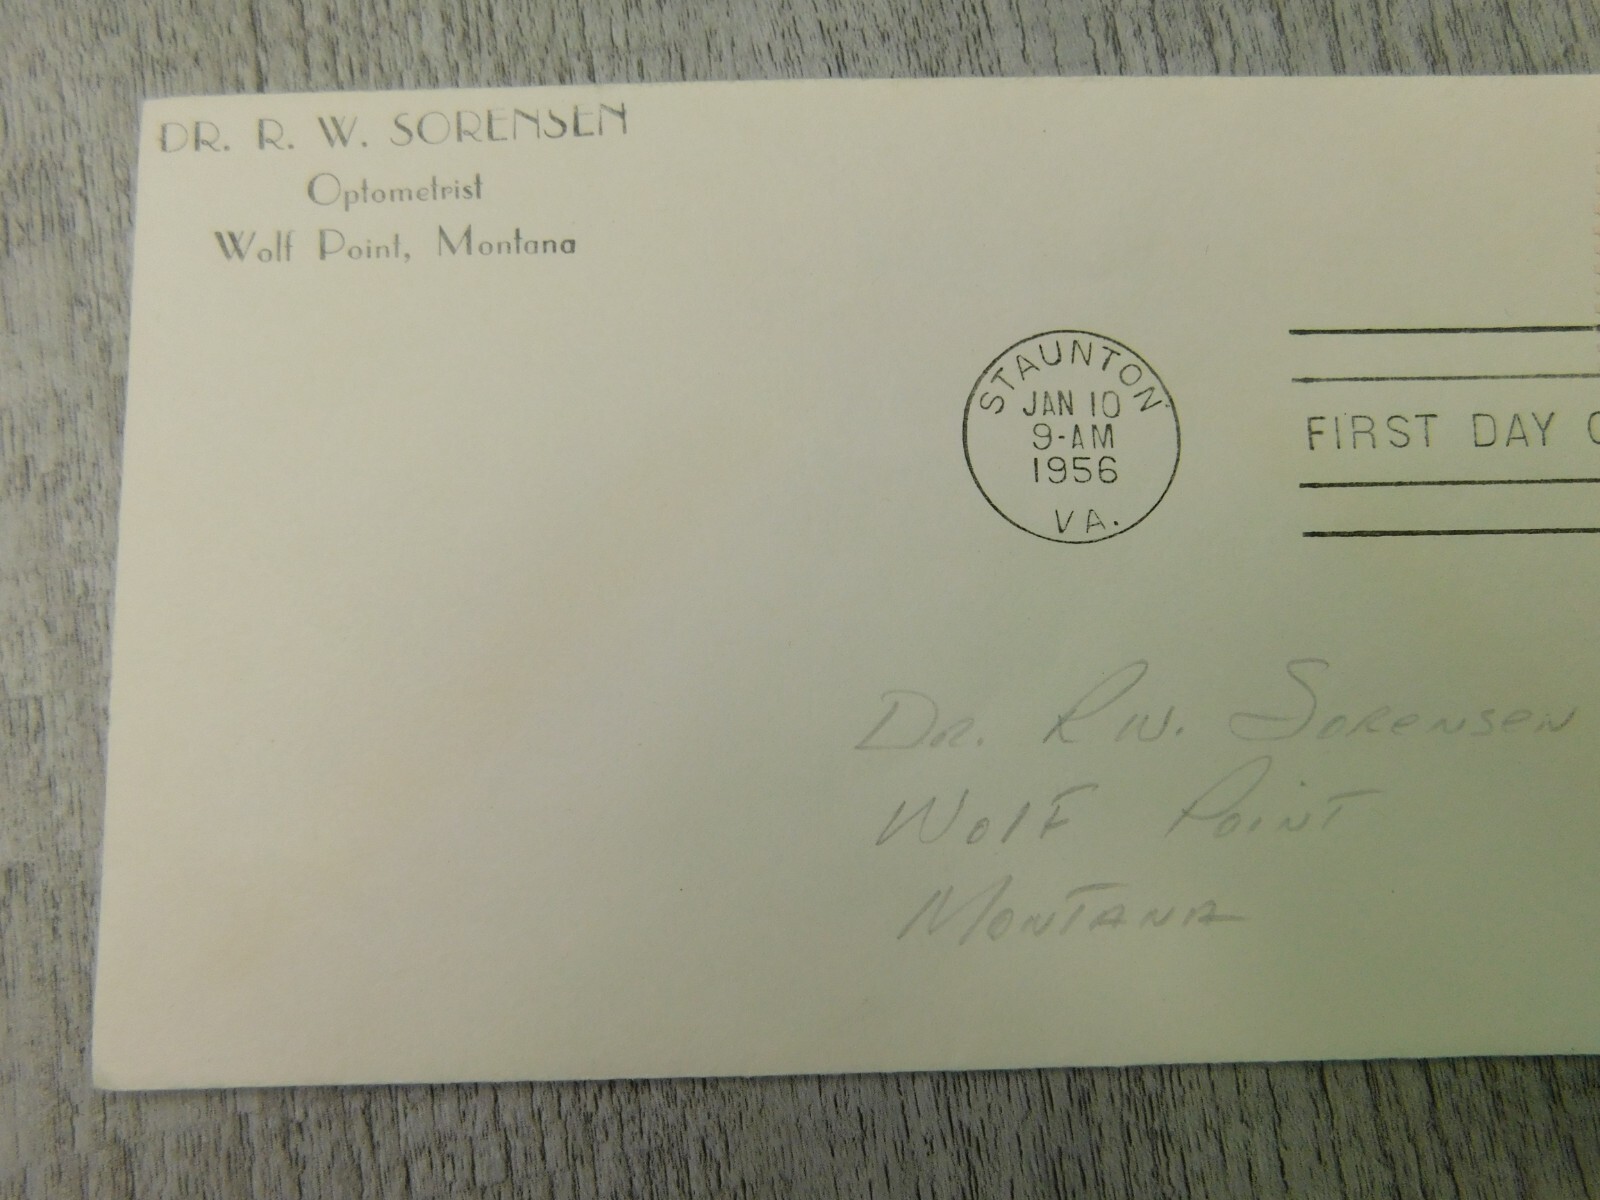 DR. R. W. SORENSEN
Optometrist
Wolf Point, Montana
STAUNTON
JAN 10
9-AM
1956
VA.
FIRST DAY
Dr. R W. Sorensen
Wolf Point
Montana